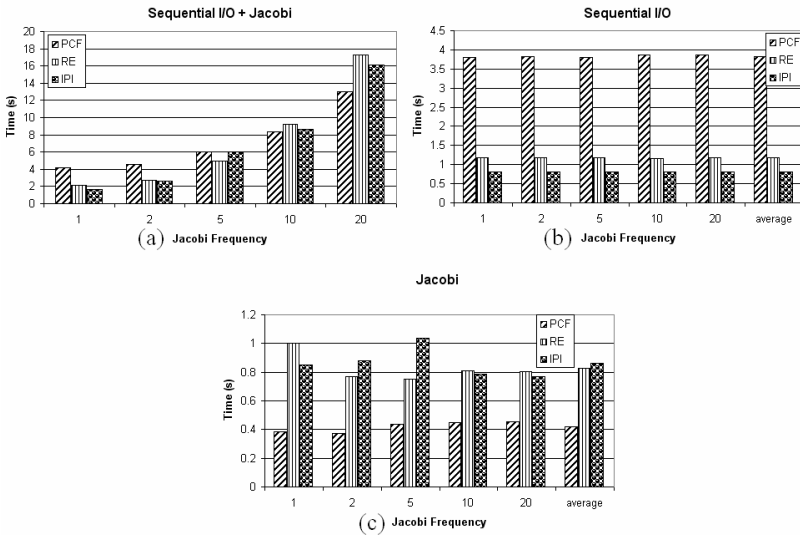 Sequential I/O + Jacobi
20
18
16
14
12
10
8
6
4
2
0
Time (s)
PCF
RE
IPI
1 2 5 10 20
(a) Jacobi Frequency
Sequential I/O
4.5
4
3.5
3
2.5
2
1.5
1
0.5
0
Time (s)
PCF
RE
IPI
1 2 5 10 20 average
(b) Jacobi Frequency
Jacobi
1.2
1
0.8
0.6
0.4
0.2
0
Time (s)
PCF
RE
IPI
1 2 5 10 20 average
(c) Jacobi Frequency